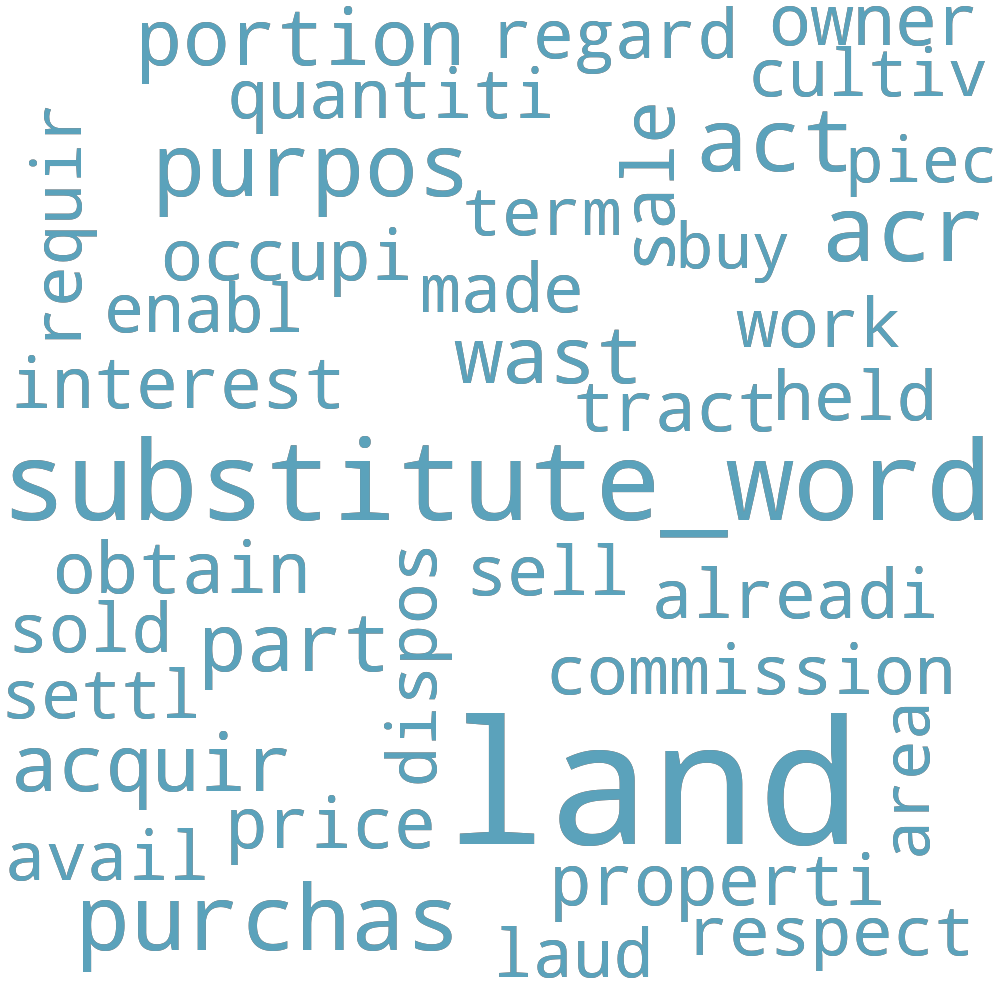 portion regard owner
quantiti cultiv
requir purpos sale act piec
term acr
occupi buy
enabl made work
interest wast
tract held
substitute_word
obtain dispos sell alreadi
sold part
settl commission
acquir land area
price
avail properti
purchas respect
laud